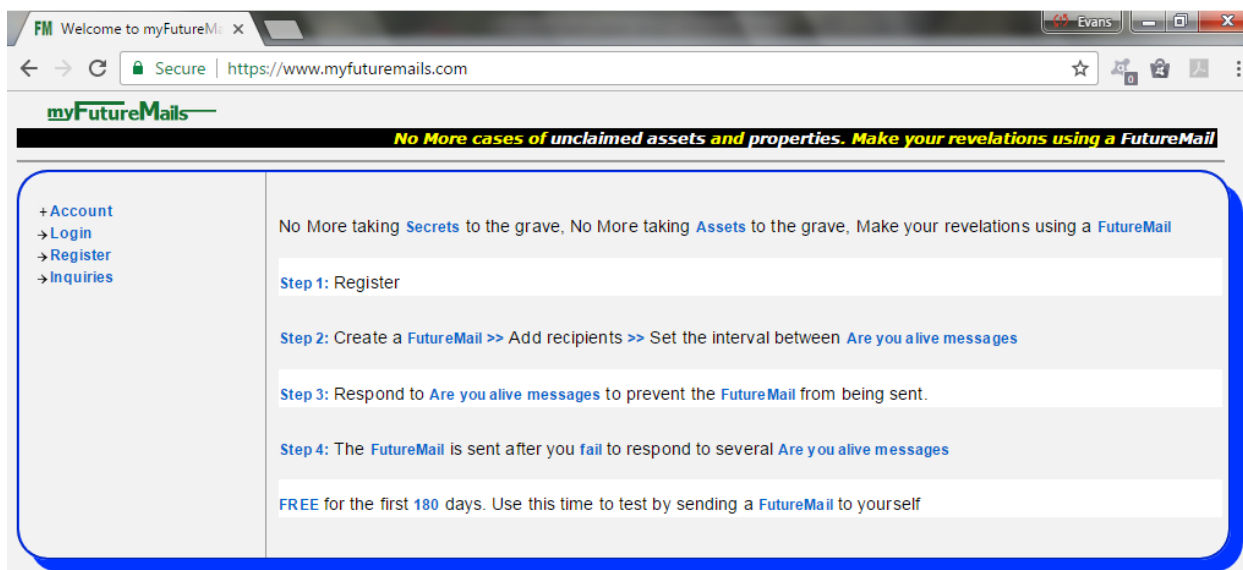 FM Welcome to myFutureMa
Evans
Secure | https://www.myfuturemails.com
0
myFutureMails
No More cases of unclaimed assets and properties. Make your revelations using a FutureMail
+Account
→Login
→Register
→Inquiries
No More taking Secrets to the grave, No More taking Assets to the grave, Make your revelations using a FutureMail
Step 1: Register
Step 2: Create a FutureMail >> Add recipients >> Set the interval between Are you alive messages
Step 3: Respond to Are you alive messages to prevent the FutureMail from being sent.
Step 4: The FutureMail is sent after you fail to respond to several Are you alive messages
FREE for the first 180 days. Use this time to test by sending a FutureMail to yourself